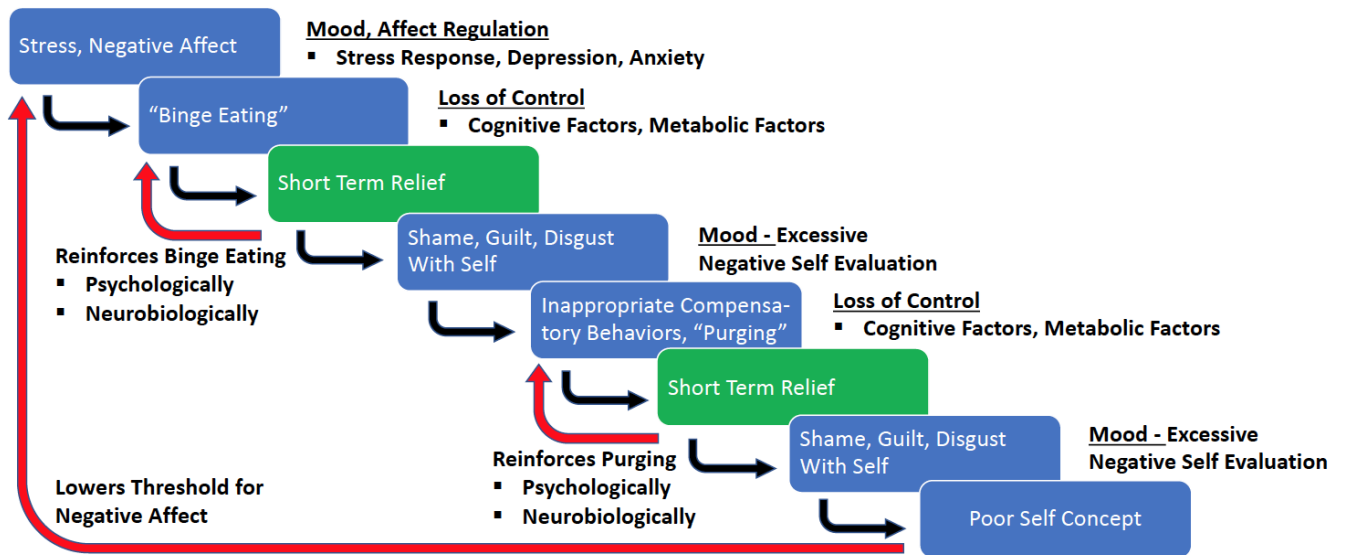 Stress, Negative Affect
Mood, Affect Regulation
▪ Stress Response, Depression, Anxiety
“Binge Eating”
Loss of Control
▪ Cognitive Factors, Metabolic Factors
Short Term Relief
Reinforces Binge Eating
▪ Psychologically
▪ Neurobiologically
Shame, Guilt, Disgust
With Self
Mood - Excessive
Negative Self Evaluation
Inappropriate Compensa-
tory Behaviors, “Purging”
Loss of Control
▪ Cognitive Factors, Metabolic Factors
Short Term Relief
Reinforces Purging
▪ Psychologically
▪ Neurobiologically
Shame, Guilt, Disgust
With Self
Mood - Excessive
Negative Self Evaluation
Lowers Threshold for
Negative Affect
Poor Self Concept